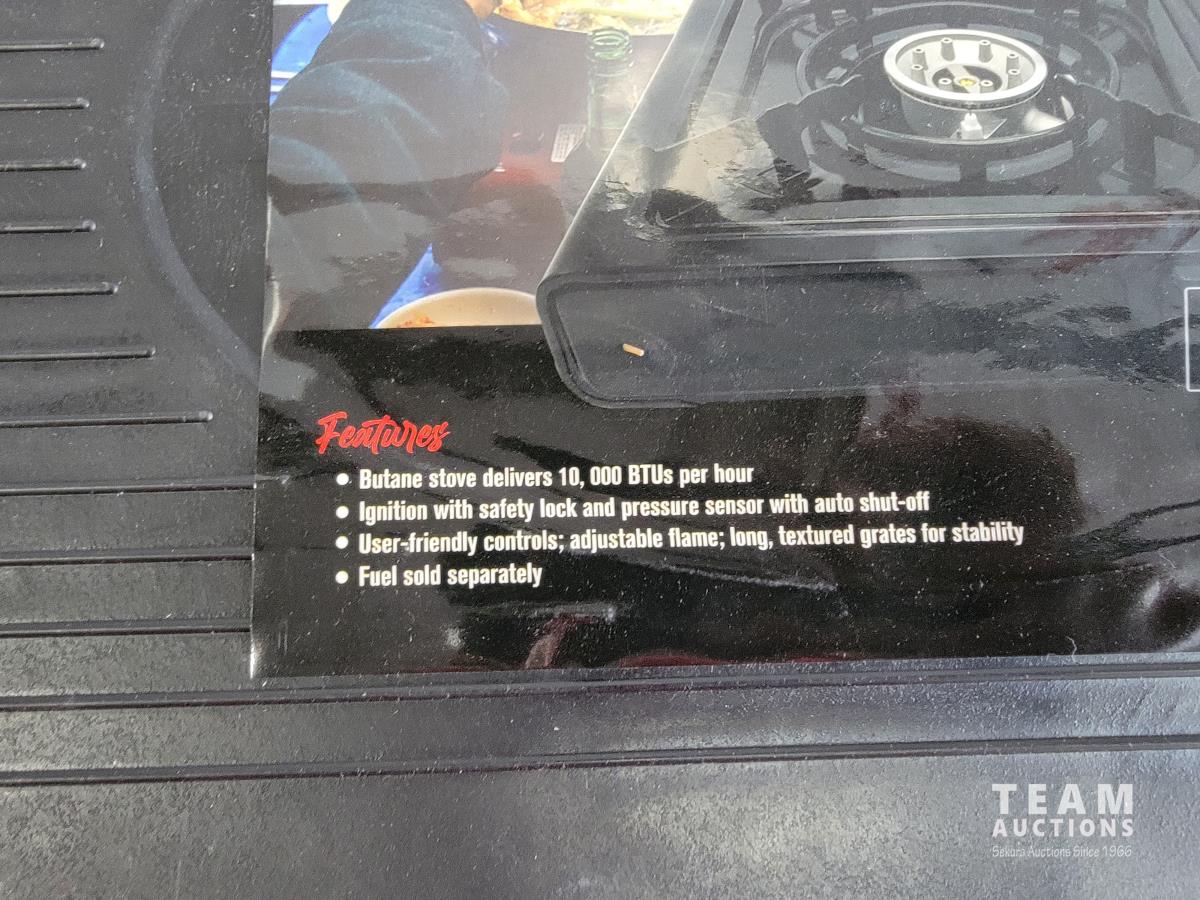 Features
• Butane stove delivers 10, 000 BTUs per hour
• Ignition with safety lock and pressure sensor with auto shut-off
• User-friendly controls; adjustable flame; long, textured grates for stability
• Fuel sold separately
TEAM
AUCTIONS
Sekura Auctions Since 1966